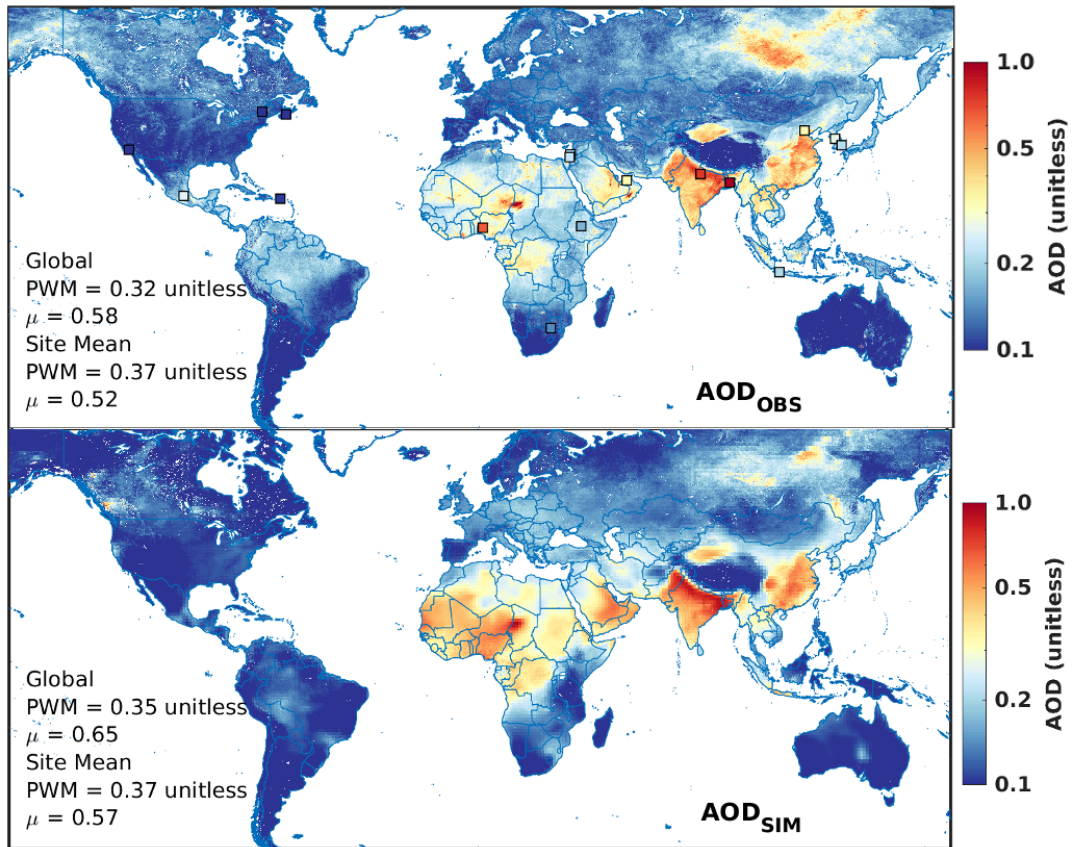 Global
PWM = 0.32 unitless
μ = 0.58
Site Mean
PWM = 0.37 unitless
μ = 0.52
AOD_OBS
1.0
0.5
0.2
0.1
AOD (unitless)
Global
PWM = 0.35 unitless
μ = 0.65
Site Mean
PWM = 0.37 unitless
μ = 0.57
AOD_SIM
1.0
0.5
0.2
0.1
AOD (unitless)